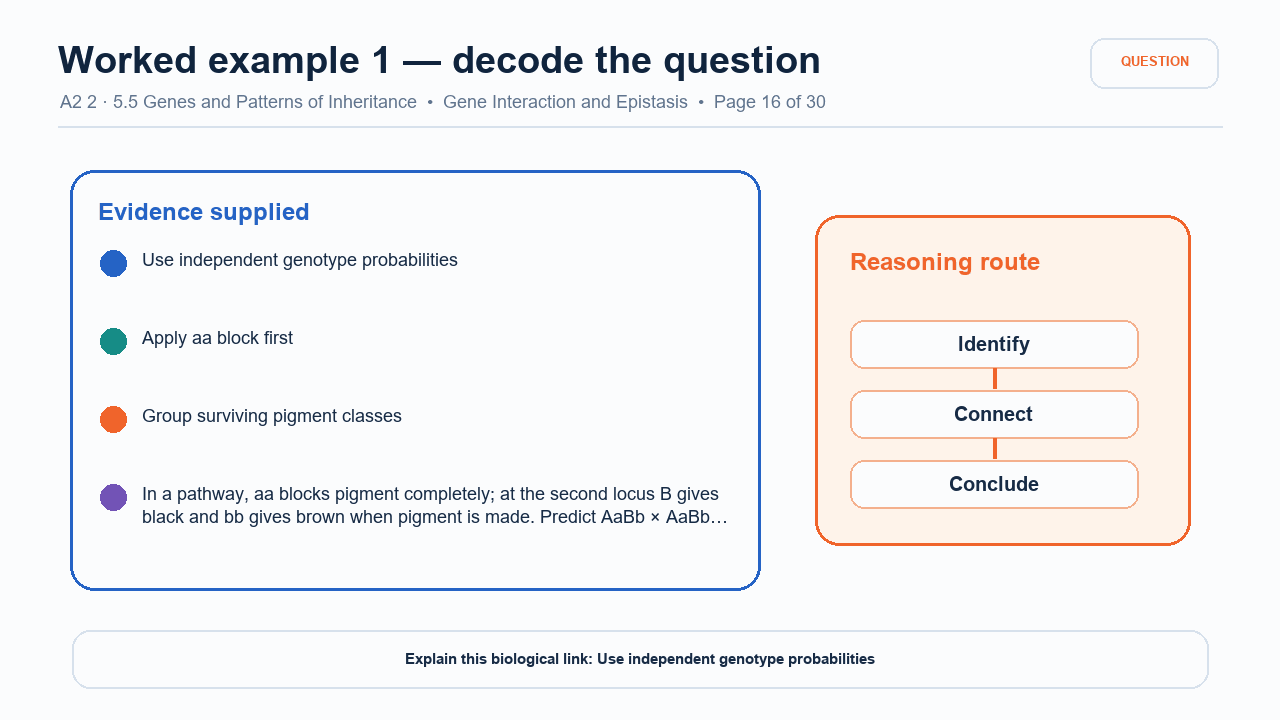 Worked example 1 — decode the question
QUESTION
A2 2 · 5.5 Genes and Patterns of Inheritance • Gene Interaction and Epistasis • Page 16 of 30
Evidence supplied
Use independent genotype probabilities
Apply aa block first
Group surviving pigment classes
In a pathway, aa blocks pigment completely; at the second locus B gives
black and bb gives brown when pigment is made. Predict AaBb × AaBb…
Reasoning route
Identify
Connect
Conclude
Explain this biological link: Use independent genotype probabilities